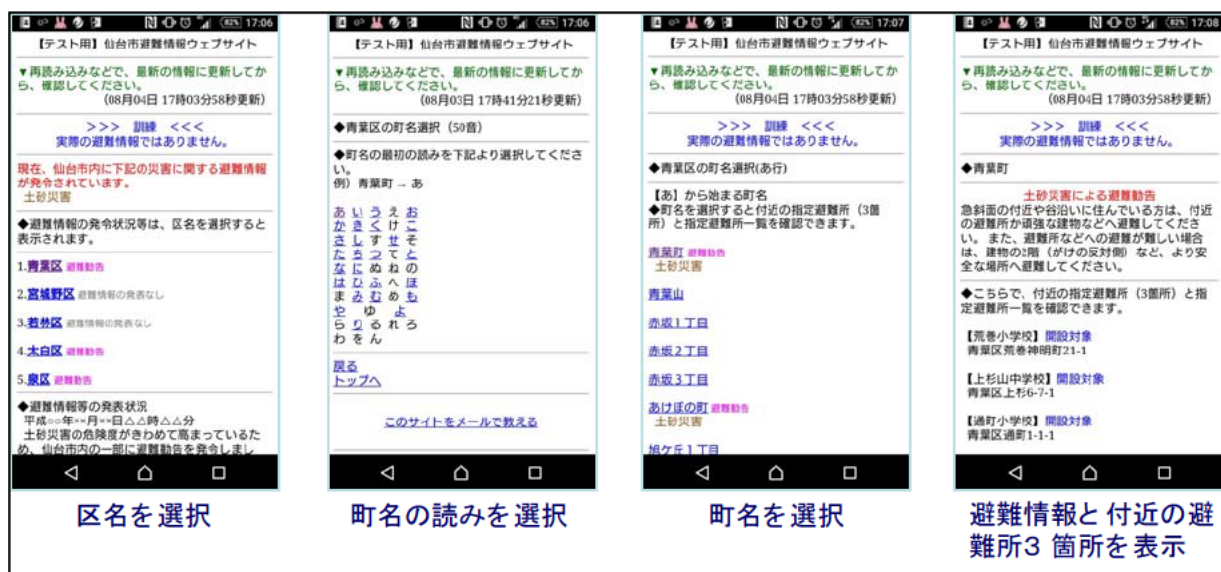 17:06
【テスト用】仙台市避難情報ウェブサイト
▼再読み込みなどで、最新の情報に更新してか
ら、確認してください。
(08月04日 17時03分58秒更新)
>>> 訓練 <<<
実際の避難情報ではありません。
現在、仙台市内に下記の災害に関する避難情報
が発令されています。
土砂災害
◆避難情報の発令状況等は、区名を選択すると
表示されます。
1.青葉区 避難勧告
2.宮城野区 避難情報の発表なし
3.若林区 避難情報の発表なし
4.太白区 避難勧告
5.泉区 避難勧告
◆避難情報等の発表状況
平成○○年**月**日△△時△△分
土砂災害の危険度がきわめて高まっているた
め、仙台市内の一部に避難勧告を発令しまし
区名を選択
82% 17:06
【テスト用】仙台市避難情報ウェブサイト
▼再読み込みなどで、最新の情報に更新してか
ら、確認してください。
(08月03日 17時41分21秒更新)
◆青葉区の町名選択（50音）
◆町名の最初の読みを下記より選択してくださ
い。
例）青葉町 → あ
あ い う え お
か き く け こ
さ し す せ そ
た ち つ て と
な に ぬ ね の
は ひ ふ へ ほ
ま み む め も
や ゆ よ
ら り る れ ろ
わ を ん
戻る
トップへ
このサイトをメールで教える
町名の読みを選択
82% 17:07
【テスト用】仙台市避難情報ウェブサイト
▼再読み込みなどで、最新の情報に更新してか
ら、確認してください。
(08月04日 17時03分58秒更新)
>>> 訓練 <<<
実際の避難情報ではありません。
◆青葉区の町名選択(あ行)
【あ】から始まる町名
◆町名を選択すると付近の指定避難所（3箇
所）と指定避難所一覧を確認できます。
青葉町 避難勧告
土砂災害
青葉山
赤坂１丁目
赤坂２丁目
赤坂３丁目
あけぼの町 避難勧告
土砂災害
旭ケ丘１丁目
町名を選択
82% 17:08
【テスト用】仙台市避難情報ウェブサイト
▼再読み込みなどで、最新の情報に更新してか
ら、確認してください。
(08月04日 17時03分58秒更新)
>>> 訓練 <<<
実際の避難情報ではありません。
◆青葉町
土砂災害による避難勧告
急斜面の付近や谷沿いに住んでいる方は、付近
の避難所か頑強な建物などへ避難してくださ
い。また、避難所などへの避難が難しい場合
は、建物の2階（がけの反対側）など、より安
全な場所へ避難してください。
◆こちらで、付近の指定避難所（3箇所）と指
定避難所一覧を確認できます。
【荒巻小学校】開設対象
青葉区荒巻神明町21-1
【上杉山中学校】開設対象
青葉区上杉6-7-1
【通町小学校】開設対象
青葉区通町1-1-1
避難情報と付近の避
難所3 箇所を表示